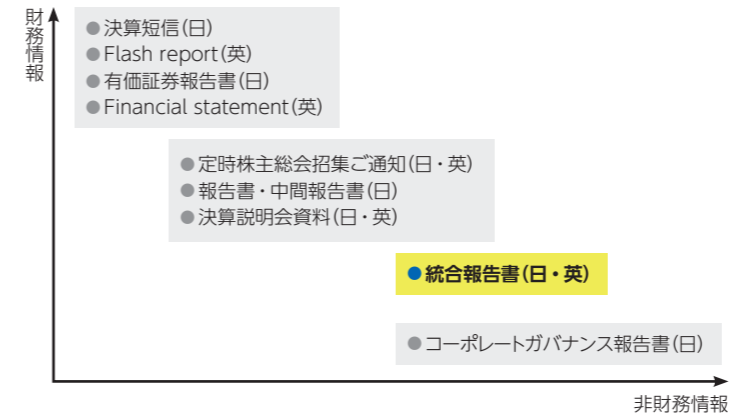 財務情報
●決算短信(日)
●Flash report(英)
●有価証券報告書(日)
●Financial statement(英)
●定時株主総会招集ご通知(日・英)
●報告書・中間報告書(日)
●決算説明会資料(日・英)
●統合報告書(日・英)
●コーポレートガバナンス報告書(日)
非財務情報